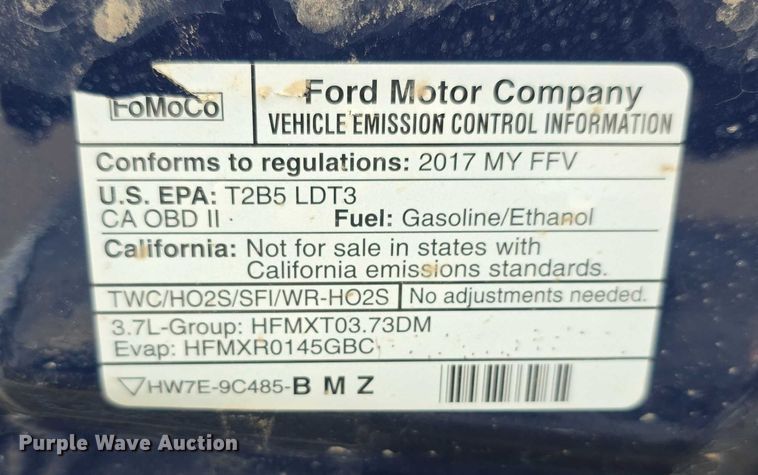 FoMoCo
Ford Motor Company
VEHICLE EMISSION CONTROL INFORMATION
Conforms to regulations: 2017 MY FFV
U.S. EPA: T2B5 LDT3
CA OBD II Fuel: Gasoline/Ethanol
California: Not for sale in states with
California emissions standards.
TWC/HO2S/SFI/WR-HO2S No adjustments needed.
3.7L-Group: HFMXT03.73DM
Evap: HFMXR0145GBC
HW7E-9C485-B M Z
Purple Wave Auction